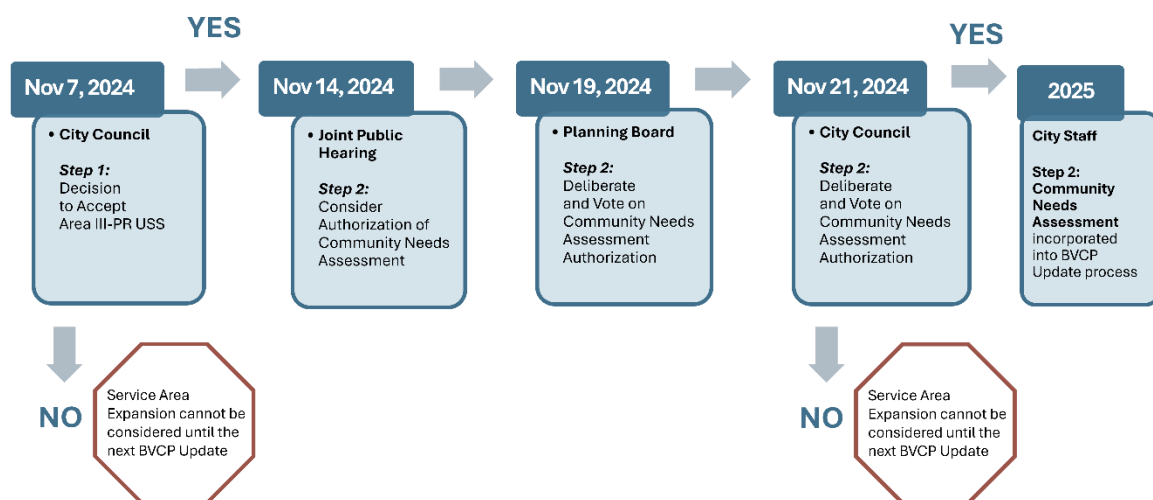 YES
YES
Nov 7, 2024
Nov 14, 2024
Nov 19, 2024
Nov 21, 2024
2025
• City Council
Step 1:
Decision
to Accept
Area III-PR USS
• Joint Public
Hearing
Step 2:
Consider
Authorization of
Community Needs
Assessment
• Planning Board
Step 2:
Deliberate
and Vote on
Community Needs
Assessment
Authorization
• City Council
Step 2:
Deliberate
and Vote on
Community Needs
Assessment
Authorization
City Staff
Step 2:
Community
Needs
Assessment
incorporated
into BVCP
Update process
NO
Service Area
Expansion cannot be
considered until the
next BVCP Update
NO
Service Area
Expansion cannot be
considered until the
next BVCP Update